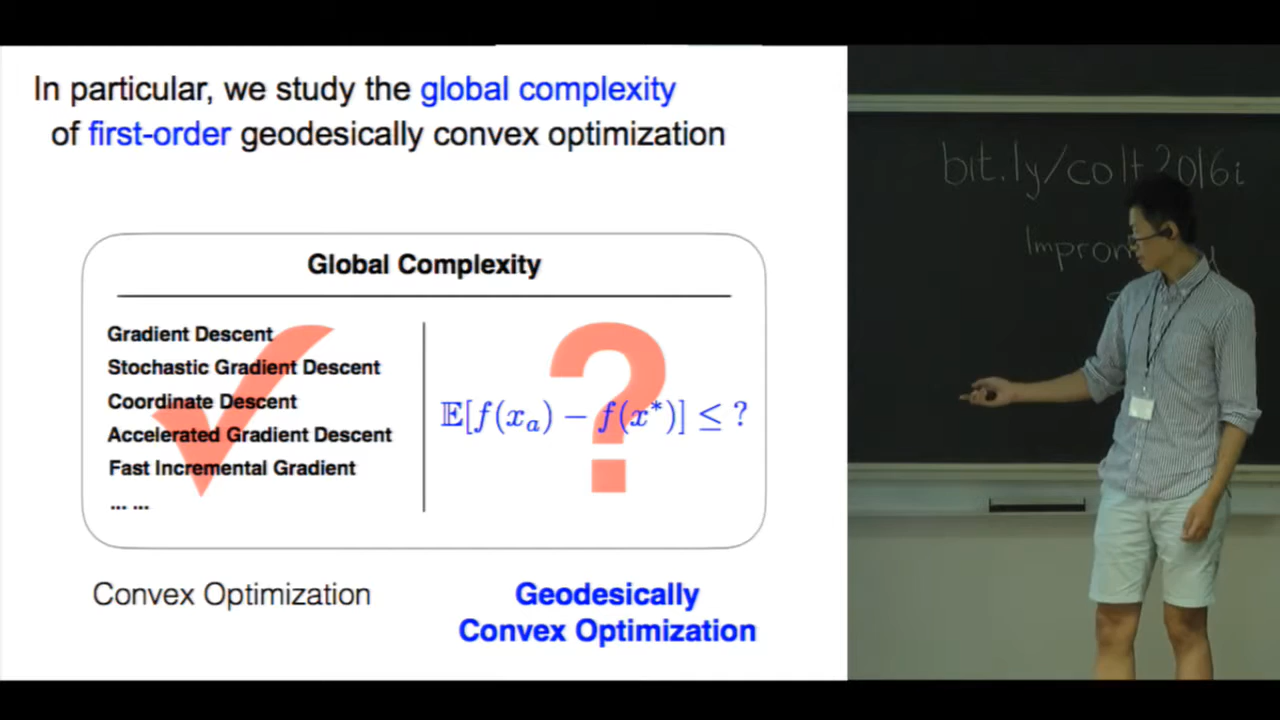 In particular, we study the global complexity
of first-order geodesically convex optimization
Global Complexity
Gradient Descent
Stochastic Gradient Descent
Coordinate Descent
Accelerated Gradient Descent
Fast Incremental Gradient
... ...
𝔼[f(xₐ) − f(x*)] ≤ ?
?
Convex Optimization
Geodesically
Convex Optimization
bit.ly/colt2016i